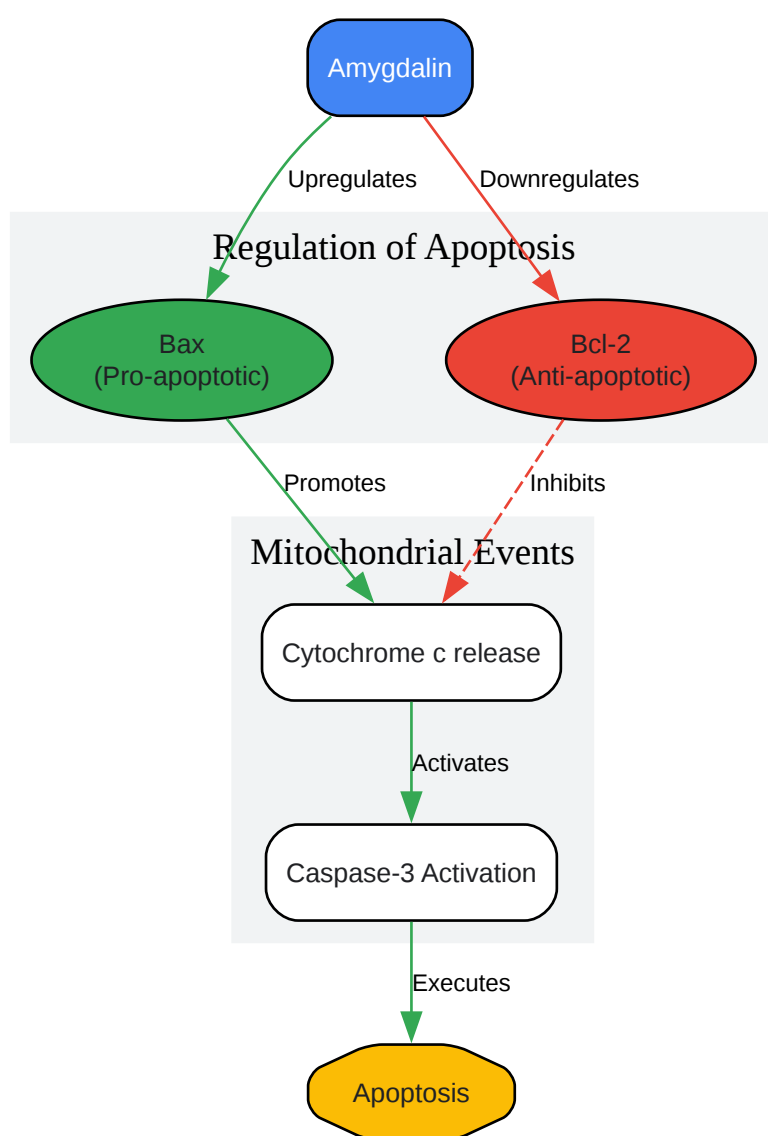 Amygdalin
Upregulates
Downregulates
Regulation of Apoptosis
Bax
(Pro-apoptotic)
Bcl-2
(Anti-apoptotic)
Promotes
Inhibits
Mitochondrial Events
Cytochrome c release
Activates
Caspase-3 Activation
Executes
Apoptosis